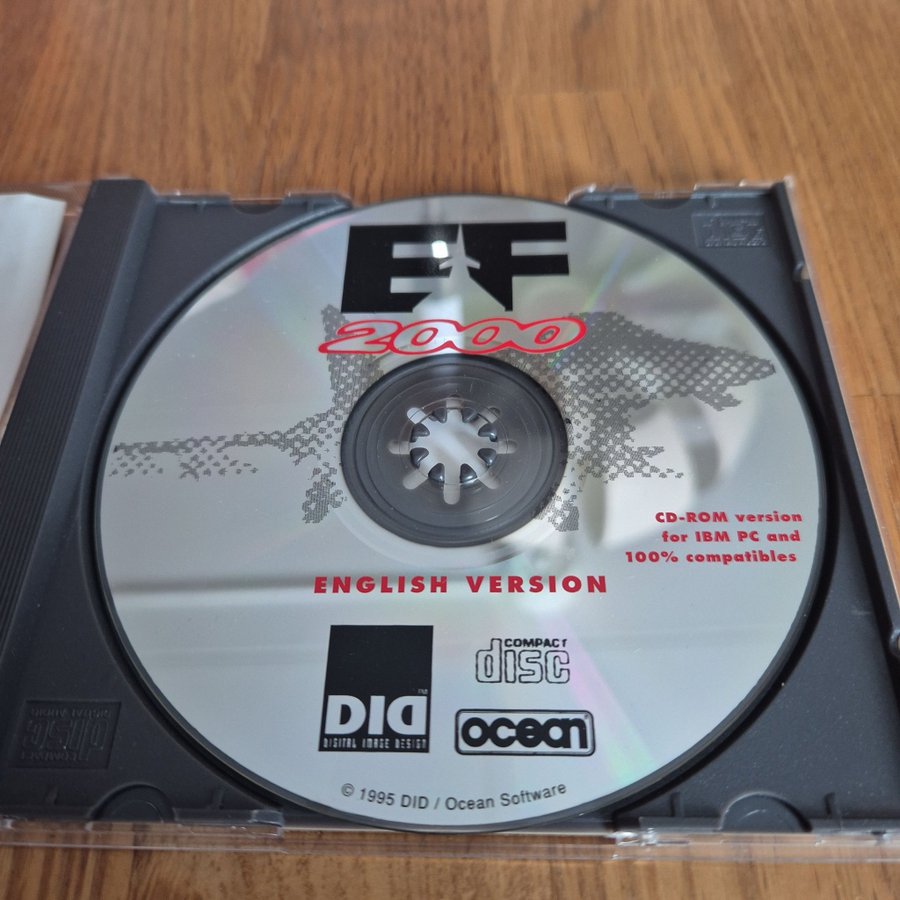 EF
2000
CD-ROM version
for IBM PC and
100% compatibles
ENGLISH VERSION
COMPACT
disc
DID™
DIGITAL IMAGE DESIGN
ocean
© 1995 DID / Ocean Software